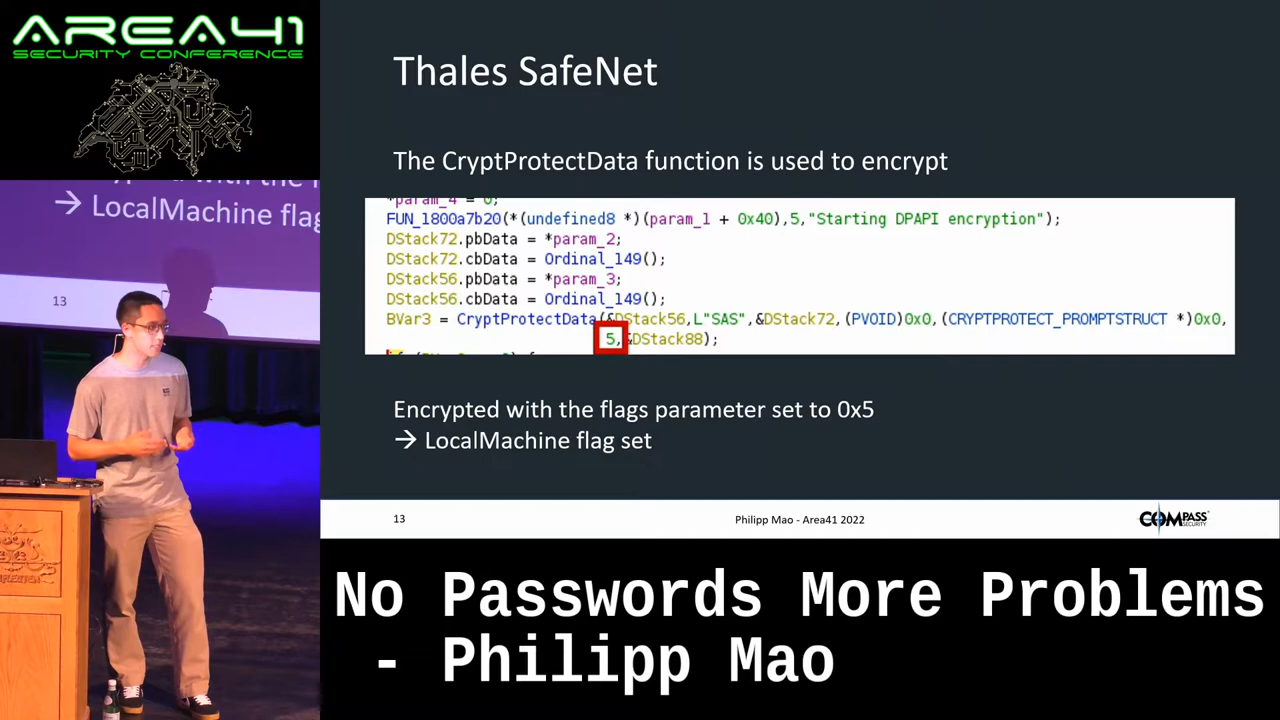 AREA41
SECURITY CONFERENCE
LocalMachine flag
13
Thales SafeNet
The CryptProtectData function is used to encrypt
*param_4 = 0;
FUN_1800a7b20(*(undefined8 *)(param_1 + 0x40),5,"Starting DPAPI encryption");
DStack72.pbData = *param_2;
DStack72.cbData = Ordinal_149();
DStack56.pbData = *param_3;
DStack56.cbData = Ordinal_149();
BVar3 = CryptProtectData(&DStack56,L"SAS",&DStack72,(PVOID)0x0,(CRYPTPROTECT_PROMPTSTRUCT *)0x0,
5,&DStack88);
Encrypted with the flags parameter set to 0x5
→ LocalMachine flag set
13
Philipp Mao - Area41 2022
COMPASS
SECURITY
No Passwords More Problems
- Philipp Mao